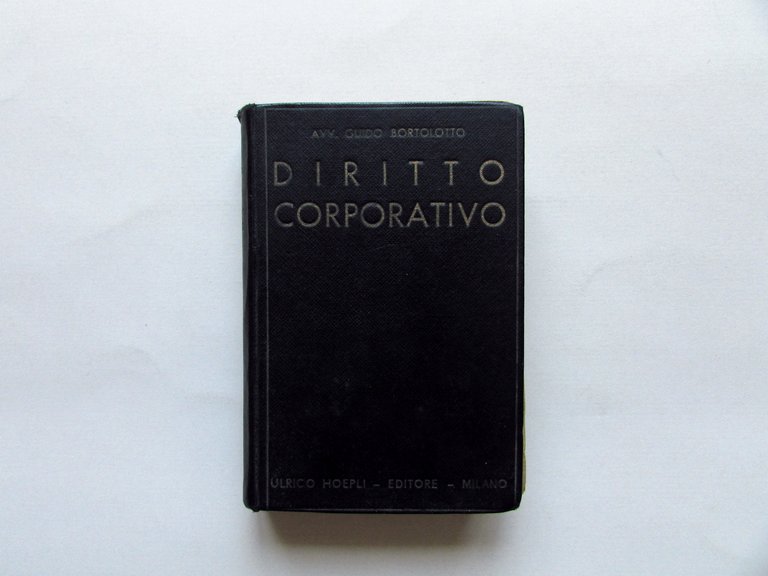 AVV. GUIDO BORTOLOTTO
DIRITTO
CORPORATIVO
ULRICO HOEPLI - EDITORE - MILANO